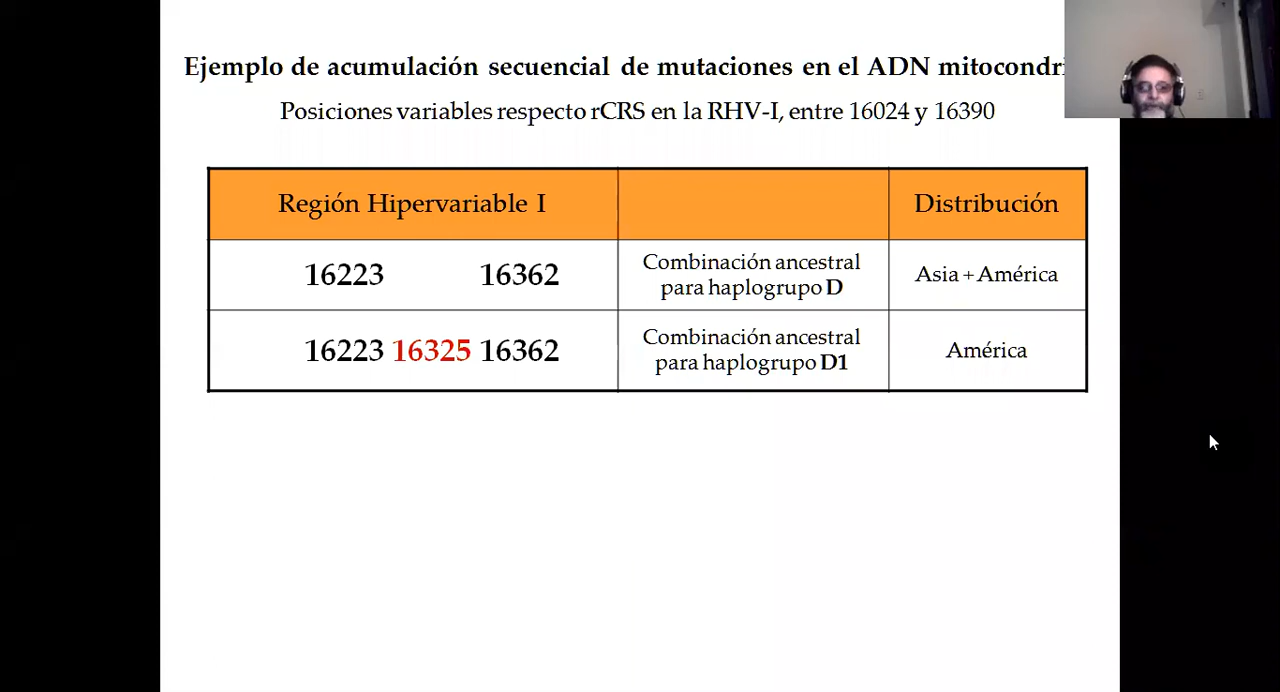 Ejemplo de acumulación secuencial de mutaciones en el ADN mitocondri
Posiciones variables respecto rCRS en la RHV-I, entre 16024 y 16390
Región Hipervariable I Distribución
16223 16362 Combinación ancestral para haplogrupo D Asia + América
16223 16325 16362 Combinación ancestral para haplogrupo D1 América